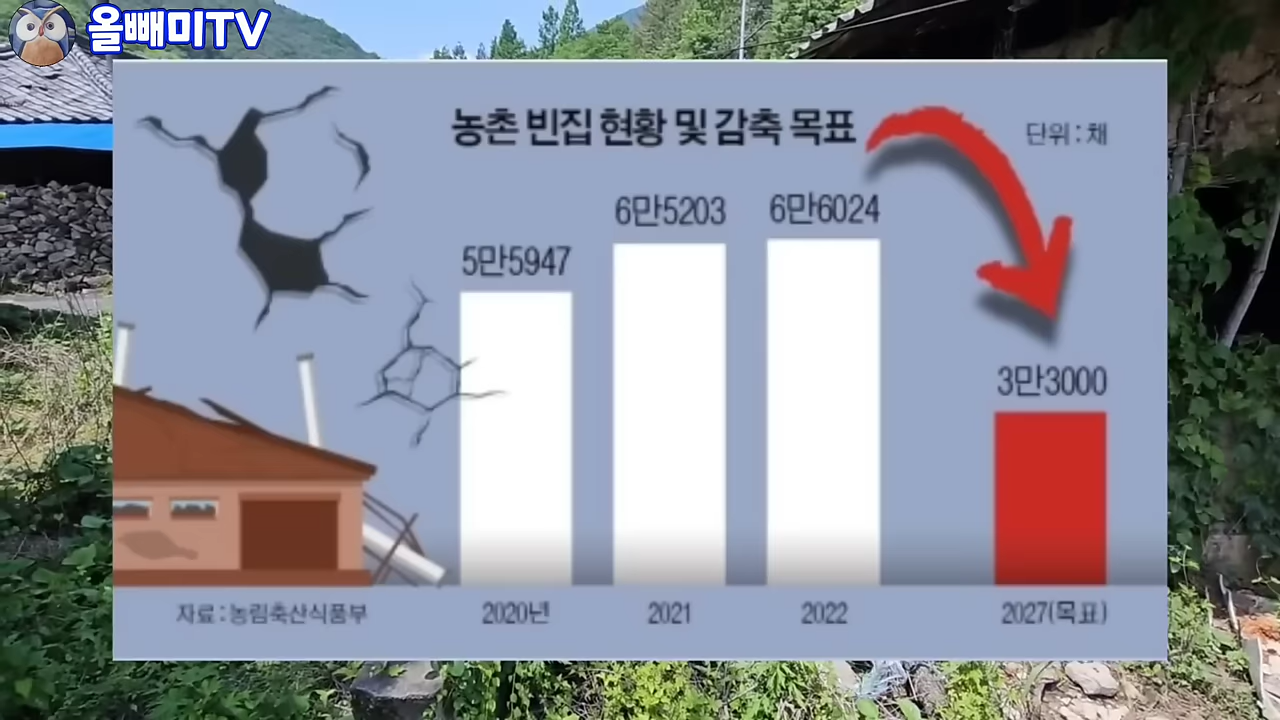 올빼미TV
농촌 빈집 현황 및 감축 목표
단위 : 채
5만5947
6만5203
6만6024
3만3000
자료 : 농림축산식품부
2020년
2021
2022
2027(목표)